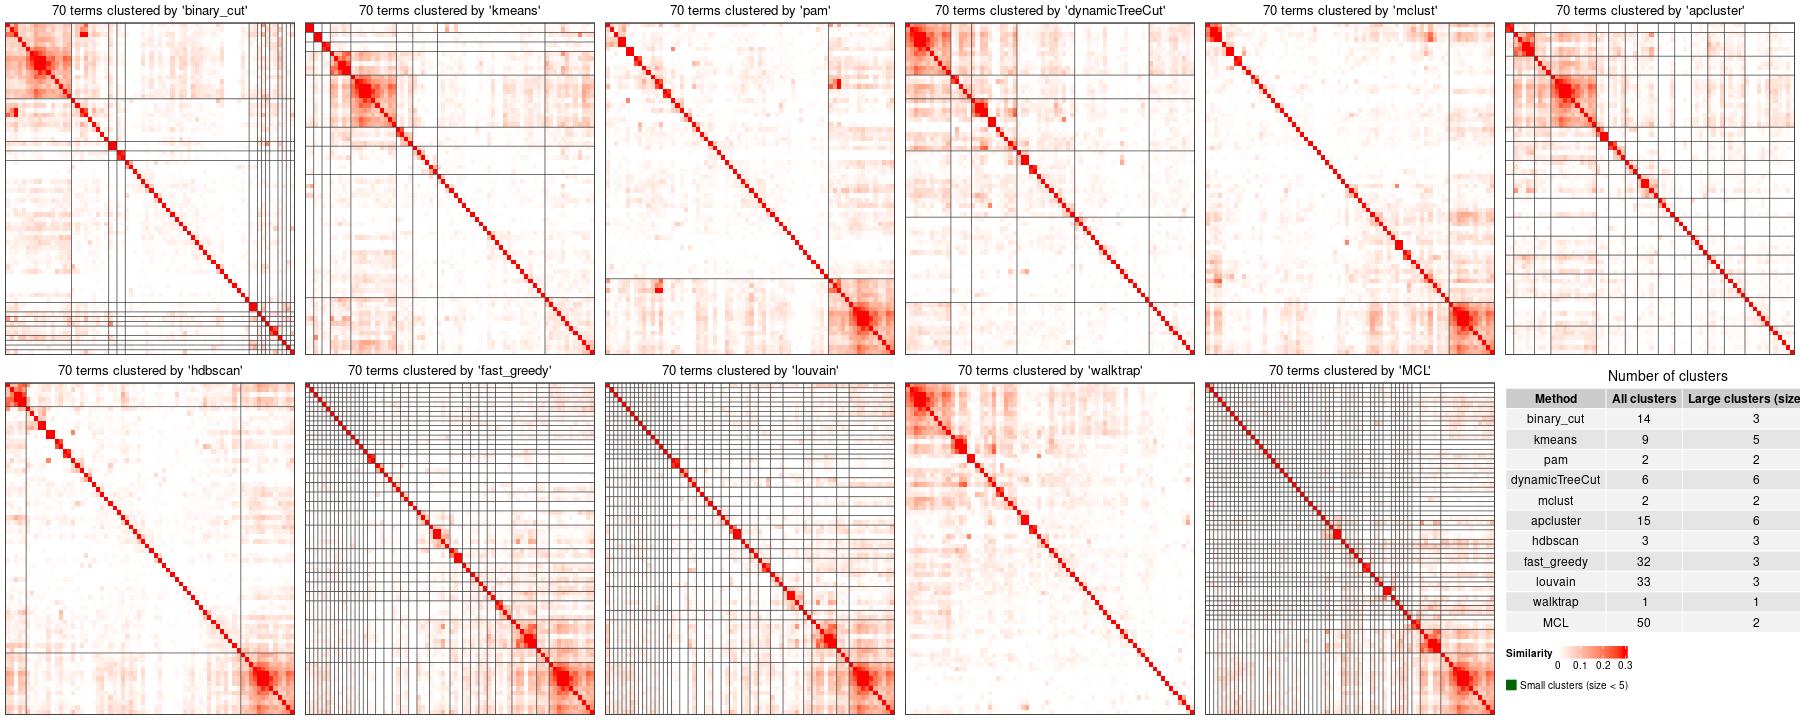 70 terms clustered by 'binary_cut'
70 terms clustered by 'kmeans'
70 terms clustered by 'pam'
70 terms clustered by 'dynamicTreeCut'
70 terms clustered by 'mclust'
70 terms clustered by 'apcluster'
70 terms clustered by 'hdbscan'
70 terms clustered by 'fast_greedy'
70 terms clustered by 'louvain'
70 terms clustered by 'walktrap'
70 terms clustered by 'MCL'
Number of clusters
Method All clusters Large clusters (size
binary_cut 14 3
kmeans 9 5
pam 2 2
dynamicTreeCut 6 6
mclust 2 2
apcluster 15 6
hdbscan 3 3
fast_greedy 32 3
louvain 33 3
walktrap 1 1
MCL 50 2
Similarity
0 0.1 0.2 0.3
Small clusters (size < 5)